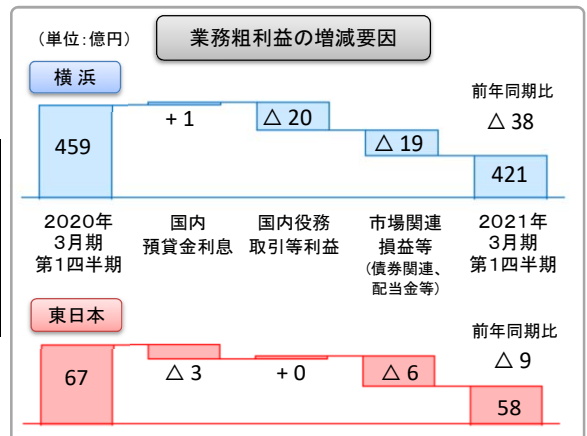 業務粗利益の増減要因
（単位：億円）
横 浜
前年同期比
△ 38
459
+ 1
△ 20
△ 19
421
2020年
3月期
第1四半期
国内
預貸金利息
国内役務
取引等利益
市場関連
損益等
（債券関連、
配当金等）
2021年
3月期
第1四半期
東日本
前年同期比
△ 9
67
△ 3
+ 0
△ 6
58